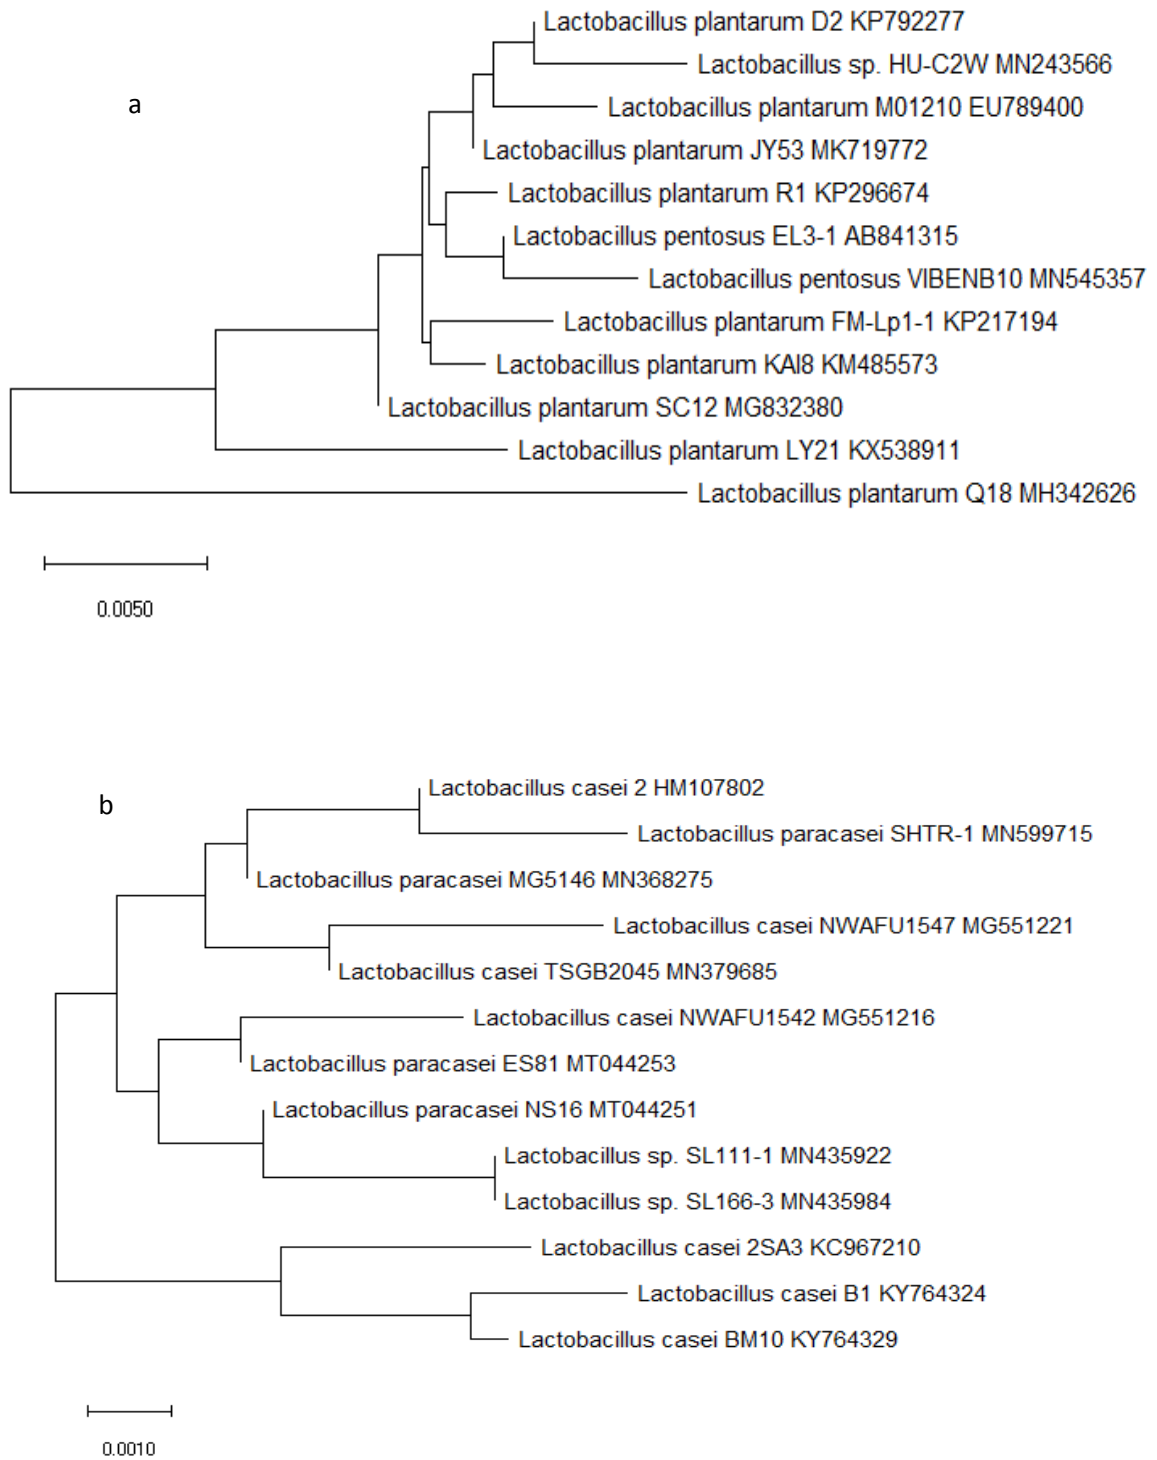 Lactobacillus plantarum D2 KP792277
Lactobacillus sp. HU-C2W MN243566
a
Lactobacillus plantarum M01210 EU789400
Lactobacillus plantarum JY53 MK719772
Lactobacillus plantarum R1 KP296674
Lactobacillus pentosus EL3-1 AB841315
Lactobacillus pentosus VIBENB10 MN545357
Lactobacillus plantarum FM-Lp1-1 KP217194
Lactobacillus plantarum KAI8 KM485573
Lactobacillus plantarum SC12 MG832380
Lactobacillus plantarum LY21 KX538911
Lactobacillus plantarum Q18 MH342626
0.0050
Lactobacillus casei 2 HM107802
b
Lactobacillus paracasei SHTR-1 MN599715
Lactobacillus paracasei MG5146 MN368275
Lactobacillus casei NWAFU1547 MG551221
Lactobacillus casei TSGB2045 MN379685
Lactobacillus casei NWAFU1542 MG551216
Lactobacillus paracasei ES81 MT044253
Lactobacillus paracasei NS16 MT044251
Lactobacillus sp. SL111-1 MN435922
Lactobacillus sp. SL166-3 MN435984
Lactobacillus casei 2SA3 KC967210
Lactobacillus casei B1 KY764324
Lactobacillus casei BM10 KY764329
0.0010